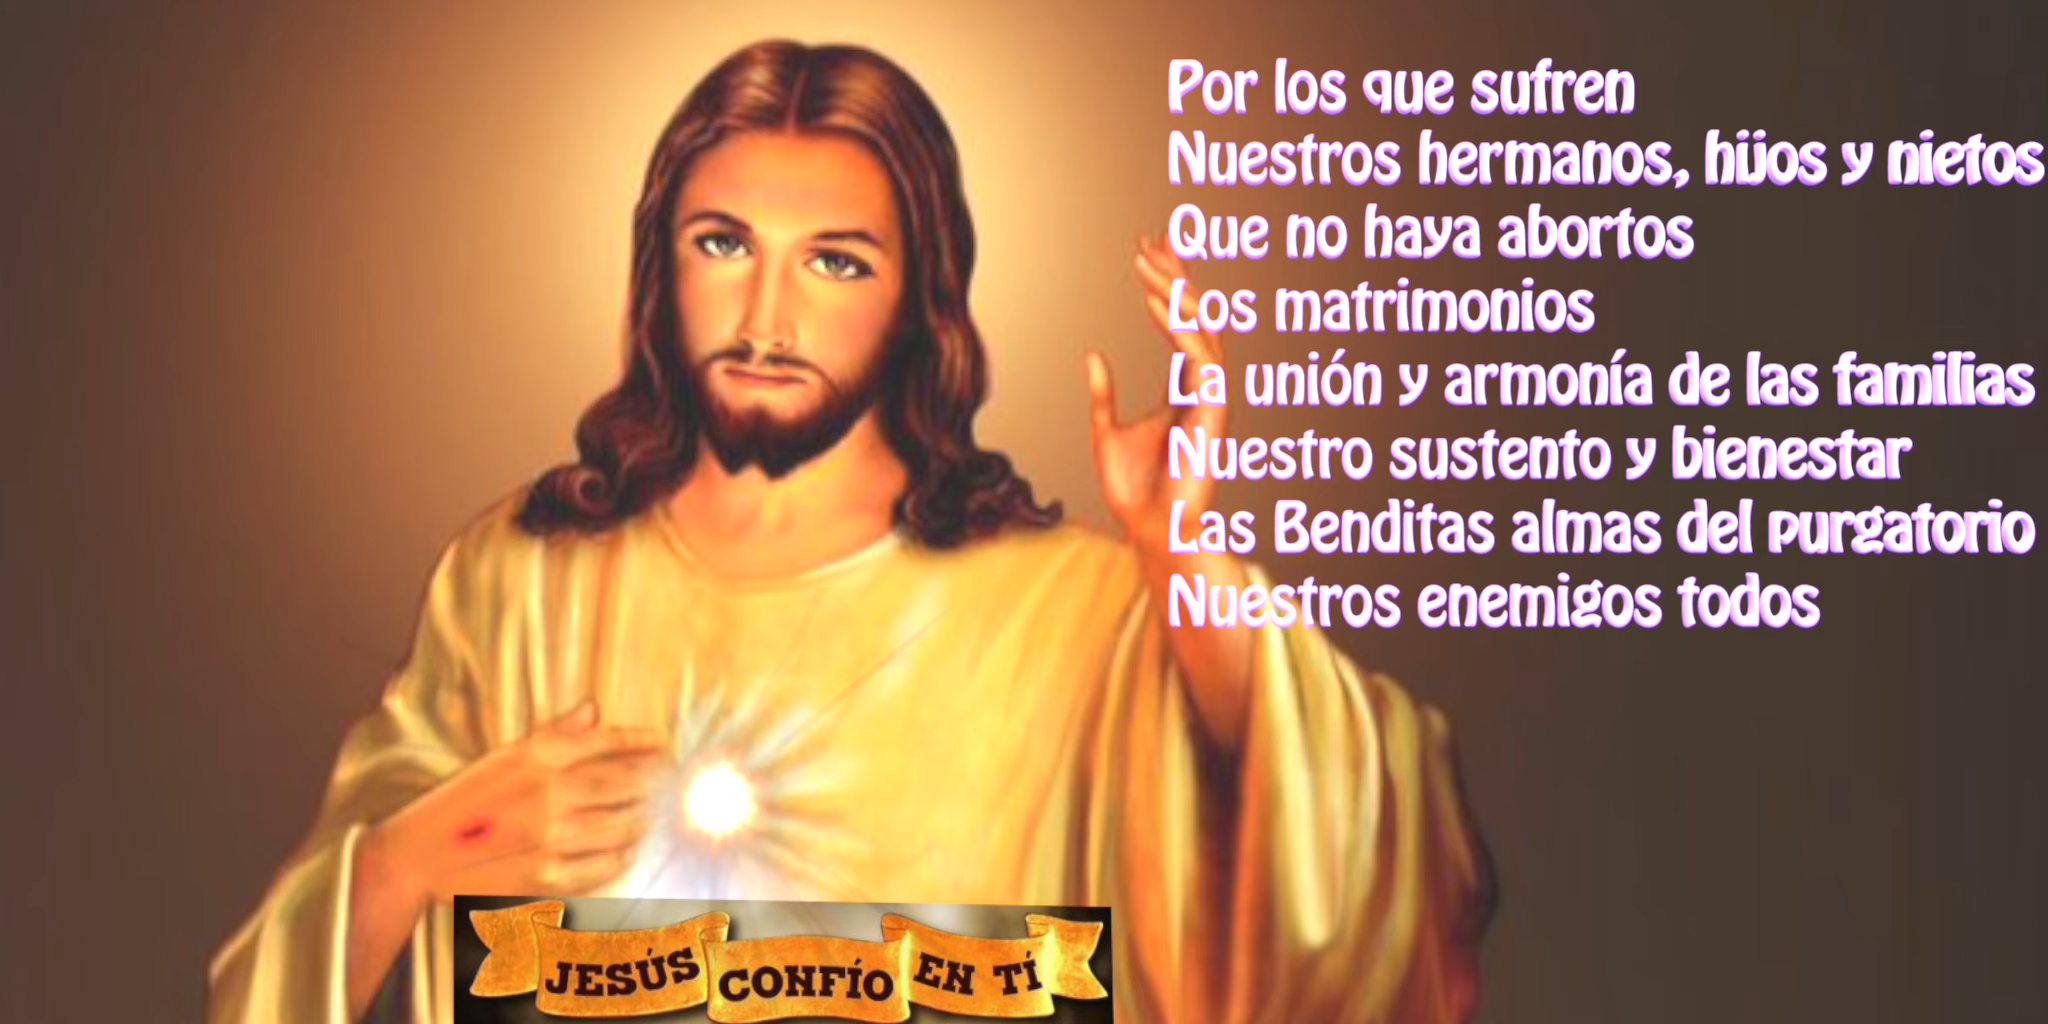 Por los que sufren
Nuestros hermanos, hijos y nietos
Que no haya abortos
Los matrimonios
La unión y armonía de las familias
Nuestro sustento y bienestar
Las Benditas almas del purgatorio
Nuestros enemigos todos
JESÚS CONFÍO EN TÍ